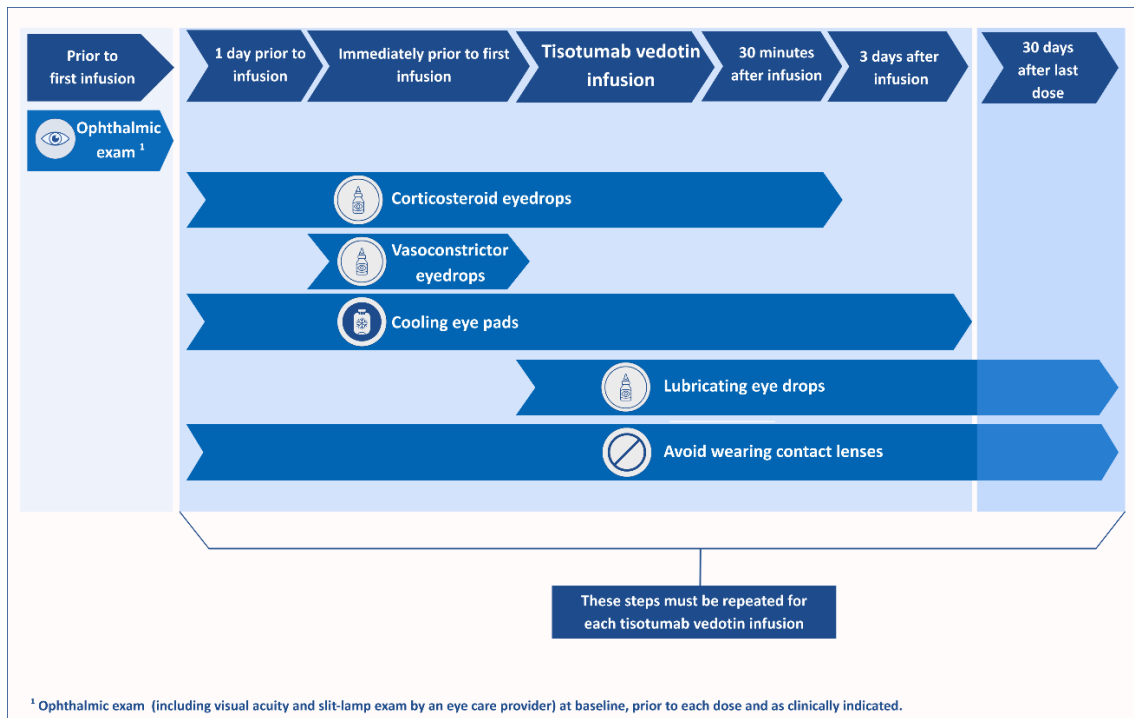 Prior to
first infusion
1 day prior to
infusion
Immediately prior to first
infusion
Tisotumab vedotin
infusion
30 minutes
after infusion
3 days after
infusion
30 days
after last
dose
Ophthalmic
exam ¹
Corticosteroid eyedrops
Vasoconstrictor
eyedrops
Cooling eye pads
Lubricating eye drops
Avoid wearing contact lenses
These steps must be repeated for
each tisotumab vedotin infusion
¹ Ophthalmic exam (including visual acuity and slit-lamp exam by an eye care provider) at baseline, prior to each dose and as clinically indicated.